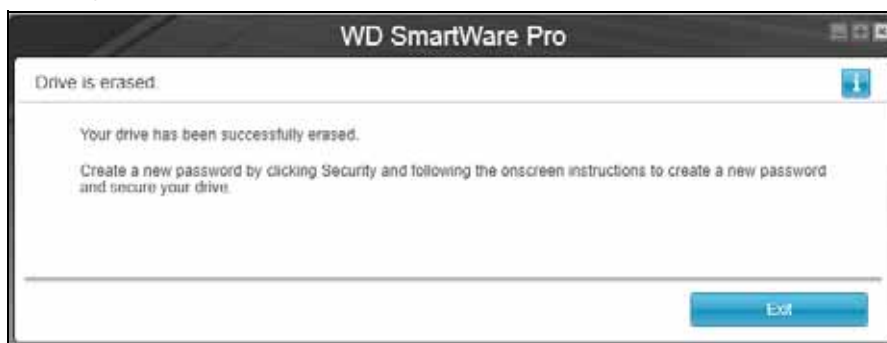 WD SmartWare Pro
Drive is erased.
Your drive has been successfully erased.
Create a new password by clicking Security and following the onscreen instructions to create a new password
and secure your drive.
Exit